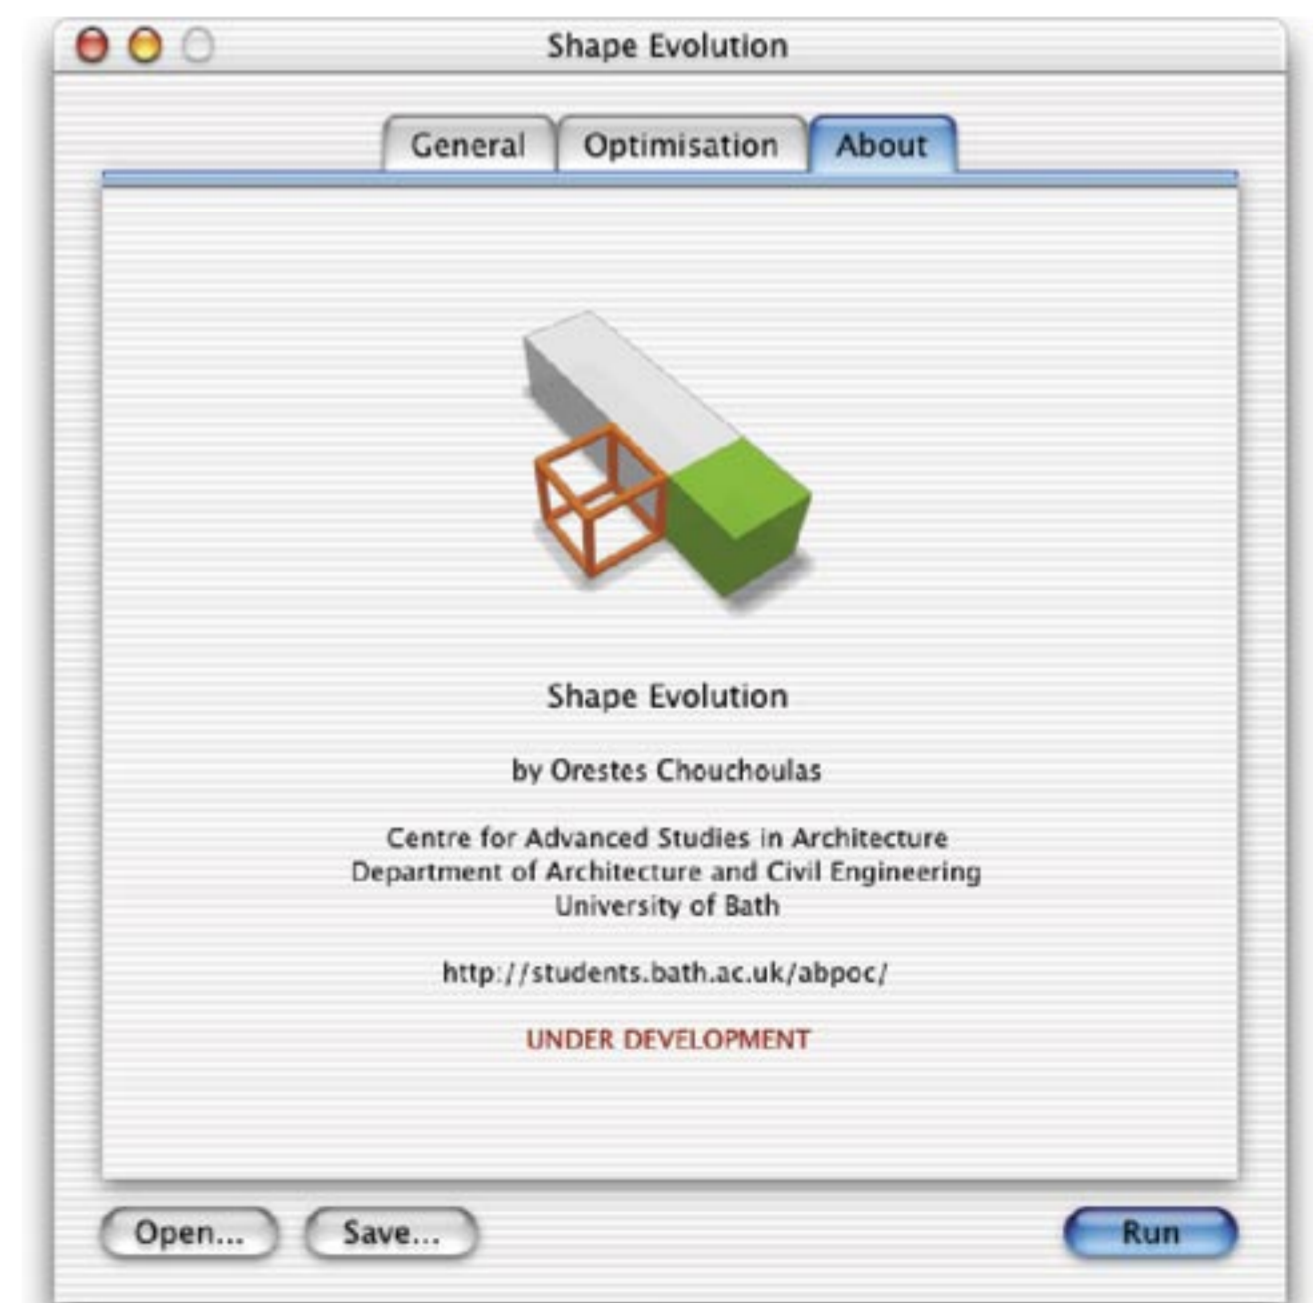 Shape Evolution
General Optimisation About
Shape Evolution
by Orestes Chouchoulas
Centre for Advanced Studies in Architecture
Department of Architecture and Civil Engineering
University of Bath
http://students.bath.ac.uk/abpoc/
UNDER DEVELOPMENT
Open... Save... Run